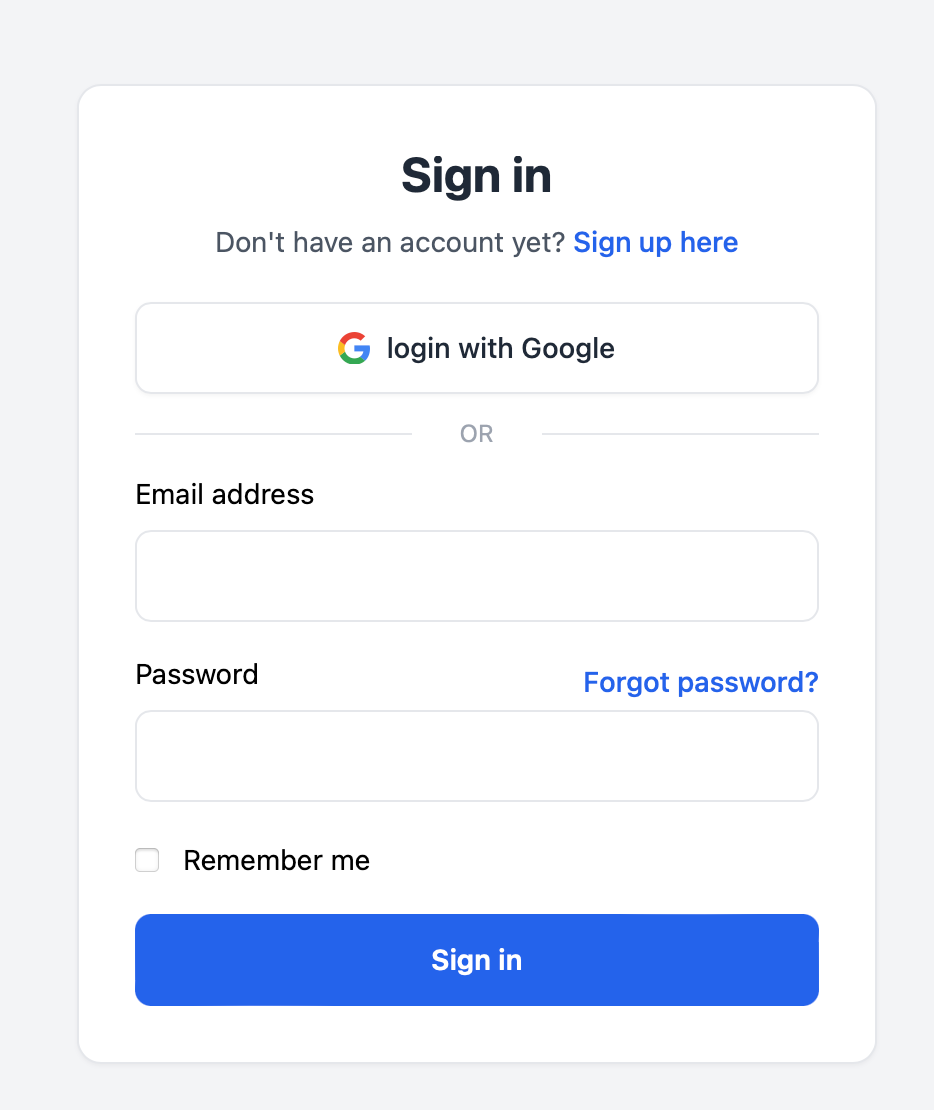 Sign in
Don't have an account yet? Sign up here
login with Google
OR
Email address
Password
Forgot password?
Remember me
Sign in